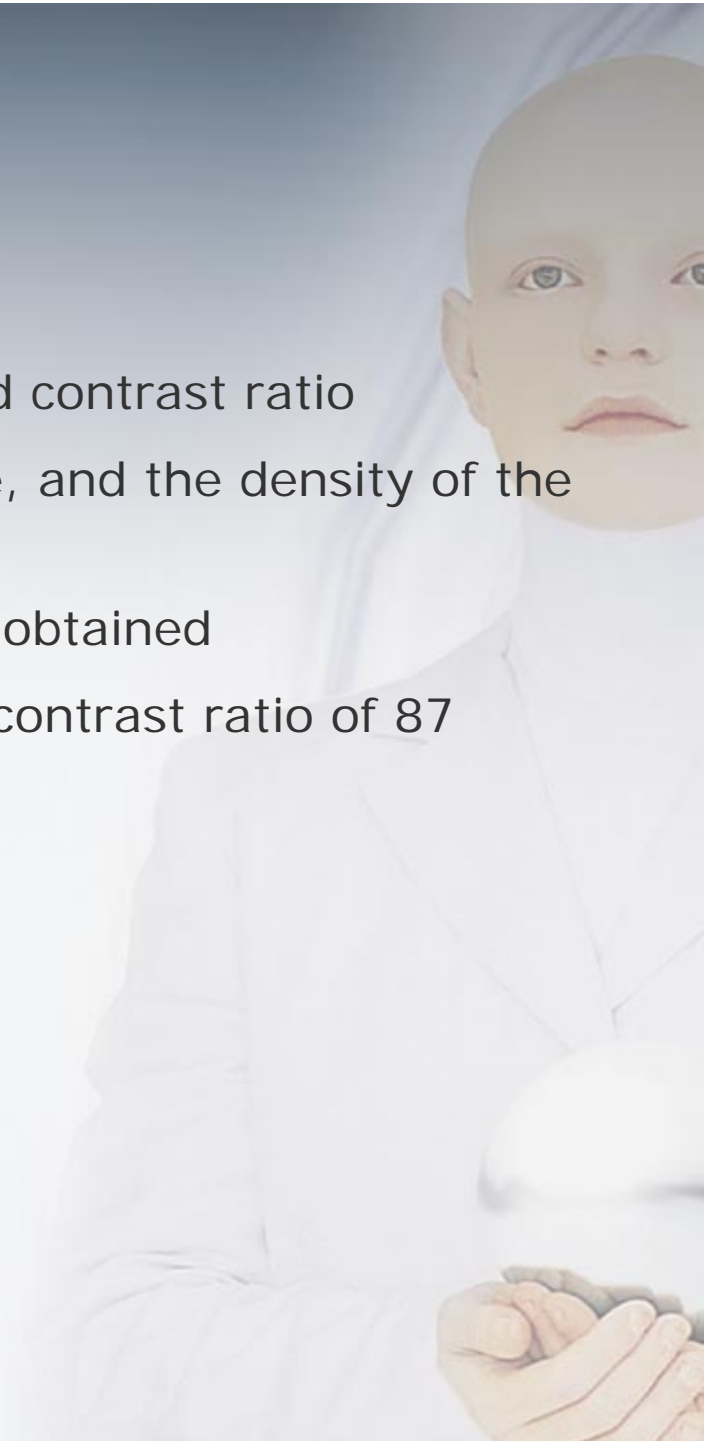 d contrast ratio
e, and the density of the
obtained
contrast ratio of 87